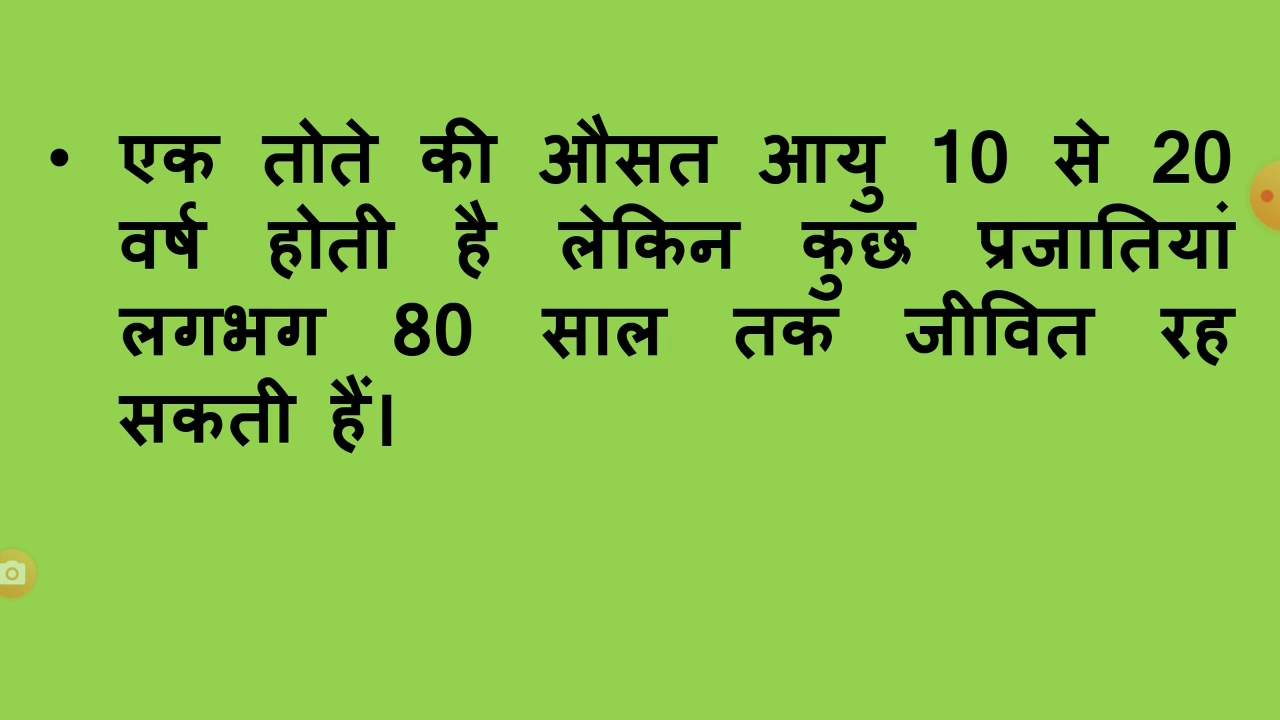 • एक तोते की औसत आयु 10 से 20
वर्ष होती है लेकिन कुछ प्रजातियां
लगभग 80 साल तक जीवित रह
सकती हैं।